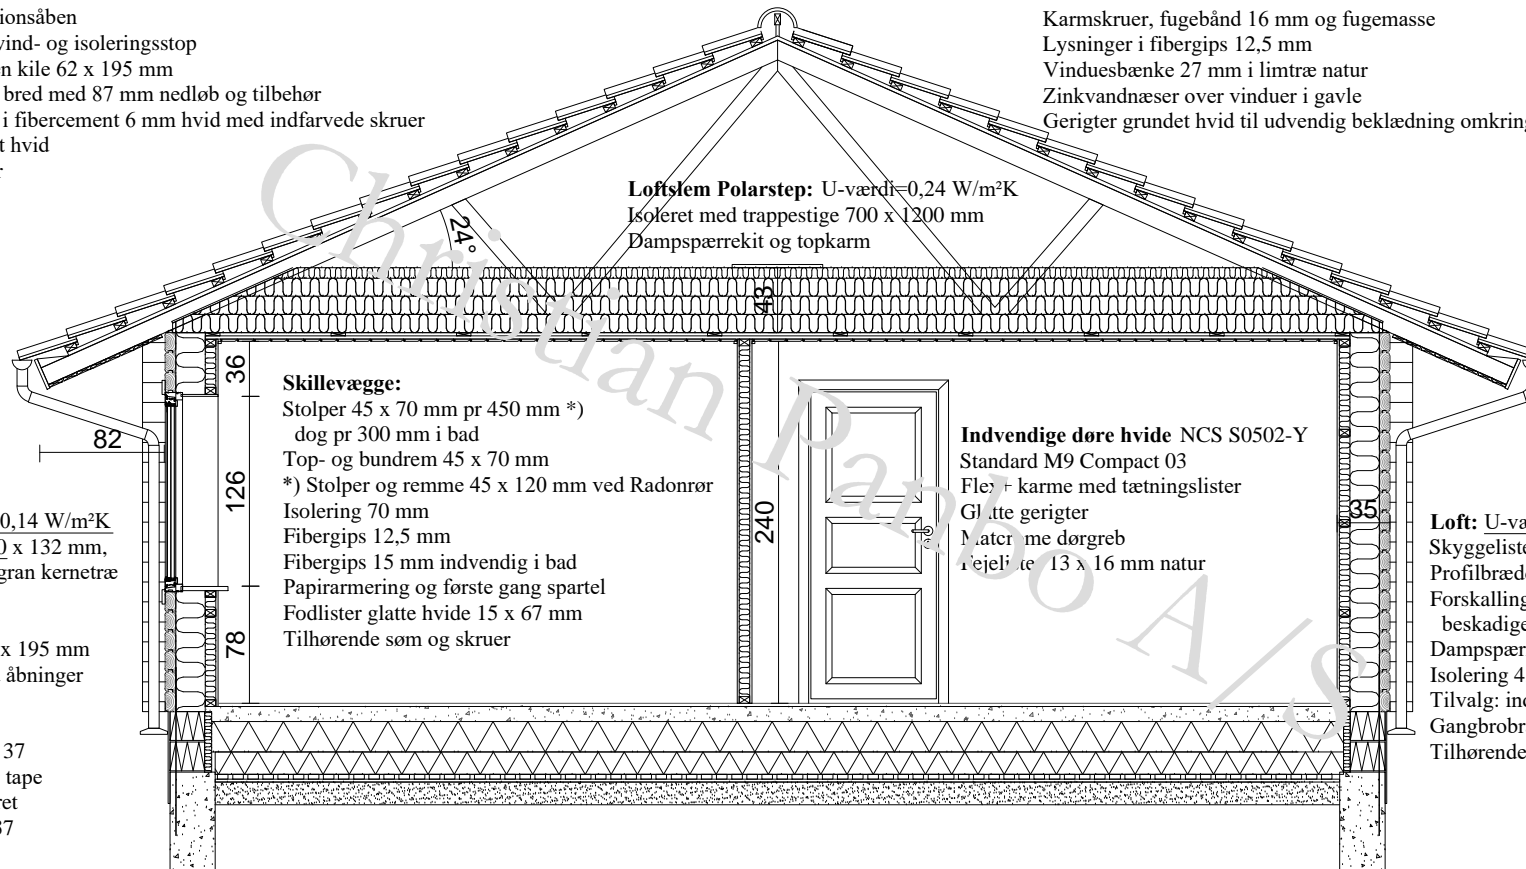 ionsåben
vind- og isoleringsstop
en kile 62 x 195 mm
bred med 87 mm nedløb og tilbehør
i fibercement 6 mm hvid med indfarvede skruer
t hvid
r
Karmskruer, fugebånd 16 mm og fugemasse
Lysninger i fibergips 12,5 mm
Vinduesbænke 27 mm i limtræ natur
Zinkvandnæser over vinduer i gavle
Gerigter grundet hvid til udvendig beklædning omkring
Loftslem Polarstep: U-værdi=0,24 W/m²K
Isoleret med trappestige 700 x 1200 mm
Dampspærrekit og topkarm
24°
43
36
82
126
78
240
35
Skillevægge:
Stolper 45 x 70 mm pr 450 mm *)
dog pr 300 mm i bad
Top- og bundrem 45 x 70 mm
*) Stolper og remme 45 x 120 mm ved Radonrør
Isolering 70 mm
Fibergips 12,5 mm
Fibergips 15 mm indvendig i bad
Papirarmering og første gang spartel
Fodlister glatte hvide 15 x 67 mm
Tilhørende søm og skruer
Indvendige døre hvide NCS S0502-Y
Standard M9 Compact 03
Flex+ karme med tætningslister
Glatte gerigter
Matcreme dørgreb
Fejelister 13 x 16 mm natur
0,14 W/m²K
0 x 132 mm,
gran kernetræ
x 195 mm
åbninger
37
tape
ret
37
Loft: U-væ
Skyggeliste
Profilbrædd
Forskalling
beskadige
Dampspær
Isolering 4
Tilvalg: ind
Gangbrobr
Tilhørende
Christian Panbo A/S